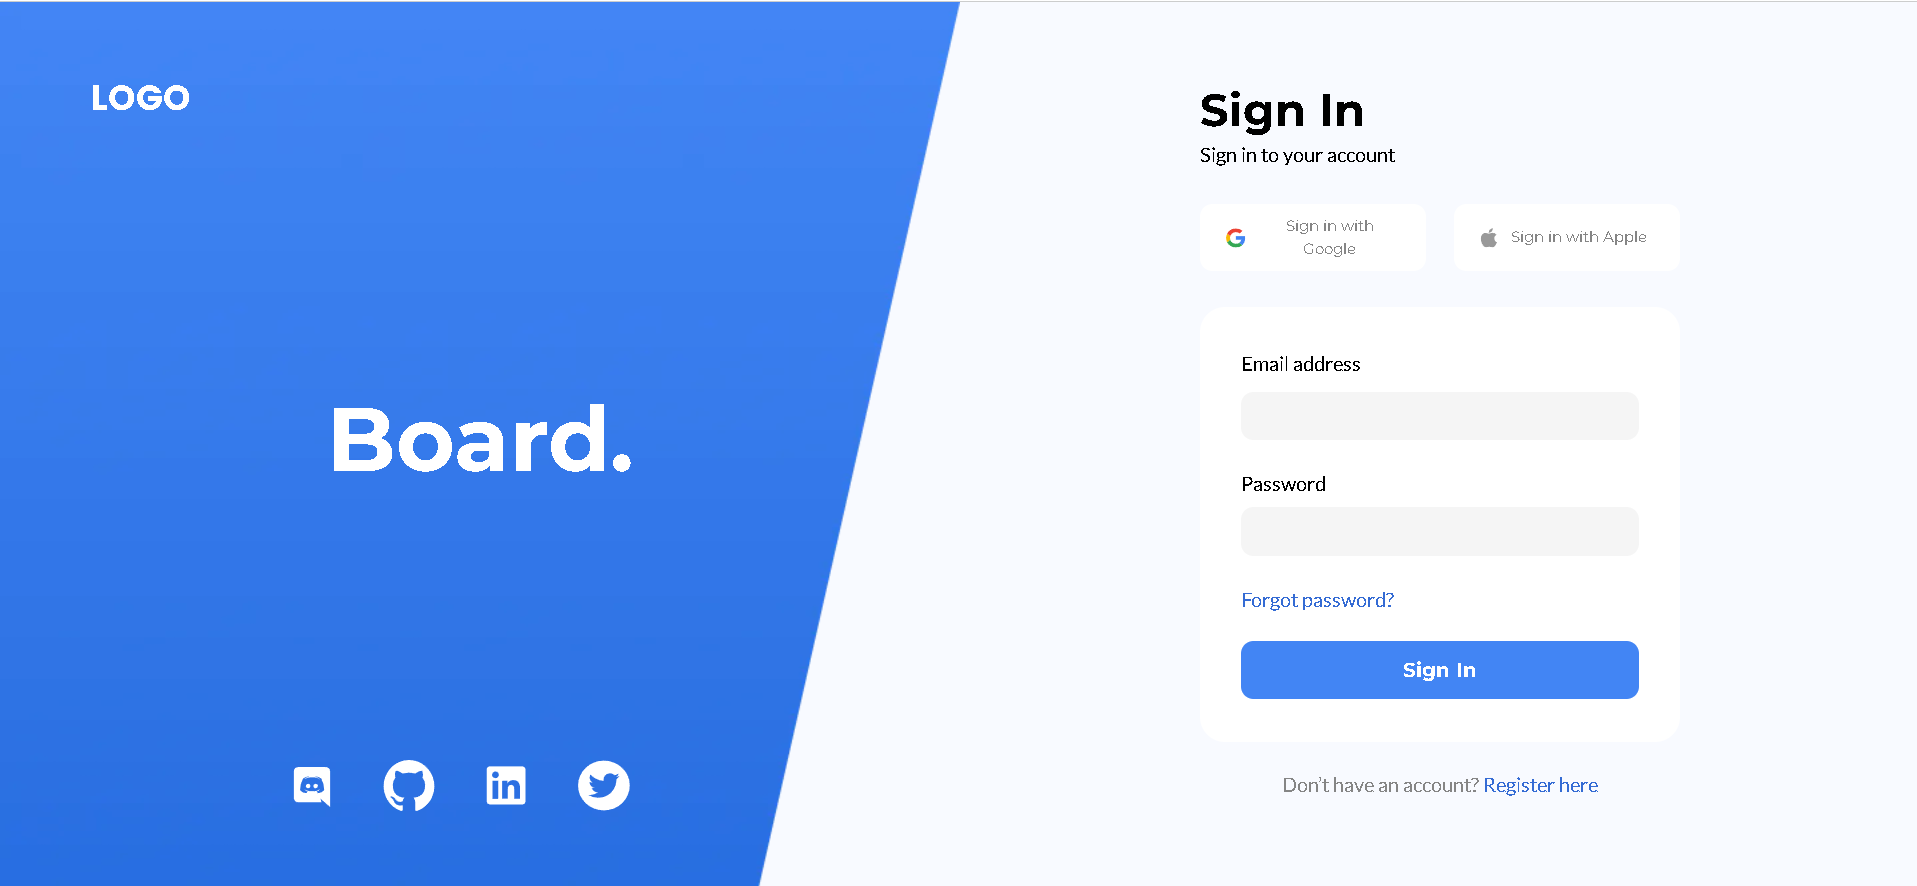 LOGO
Board.
Sign In
Sign in to your account
Sign in with
Google
Sign in with Apple
Email address
Password
Forgot password?
Sign In
Don't have an account? Register here